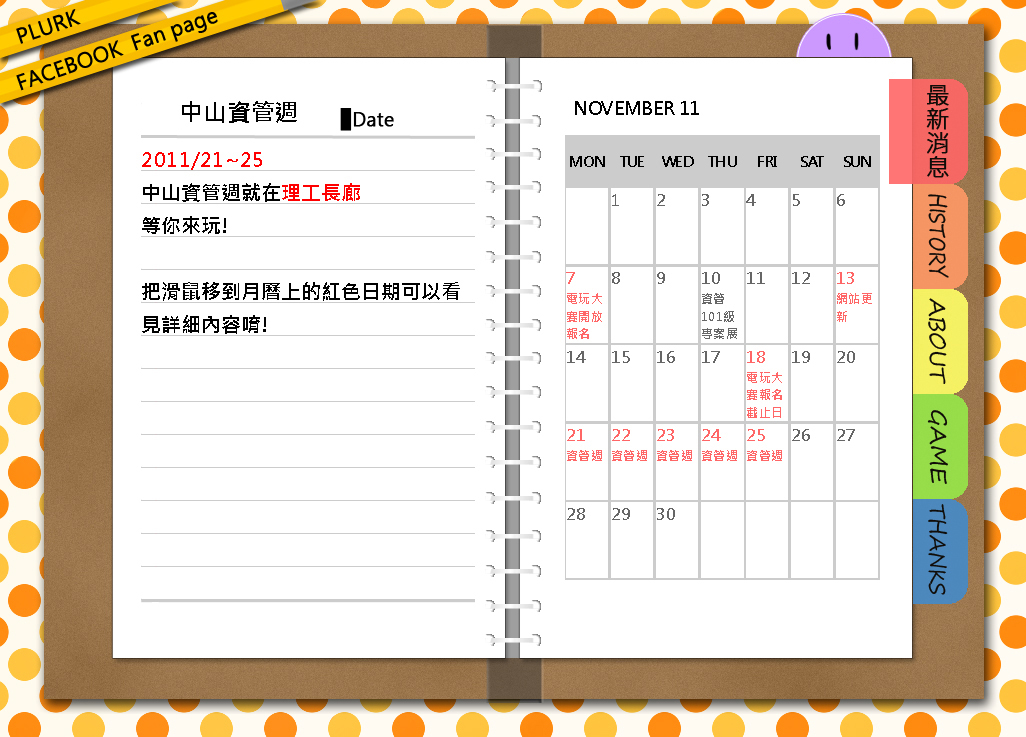 PLURK
FACEBOOK Fan page
中山資管週
Date
2011/21~25
中山資管週就在理工長廊
等你來玩!
把滑鼠移到月曆上的紅色日期可以看
見詳細內容唷!
NOVEMBER 11
MON TUE WED THU FRI SAT SUN
1 2 3 4 5 6
7 8 9 10 11 12 13
電玩大
賽開放
報名
資管
101級
專案展
網站更
新
14 15 16 17 18 19 20
電玩大
賽報名
截止日
21 22 23 24 25 26 27
資管週 資管週 資管週 資管週 資管週
28 29 30
最新消息
HISTORY
ABOUT
GAME
THANKS